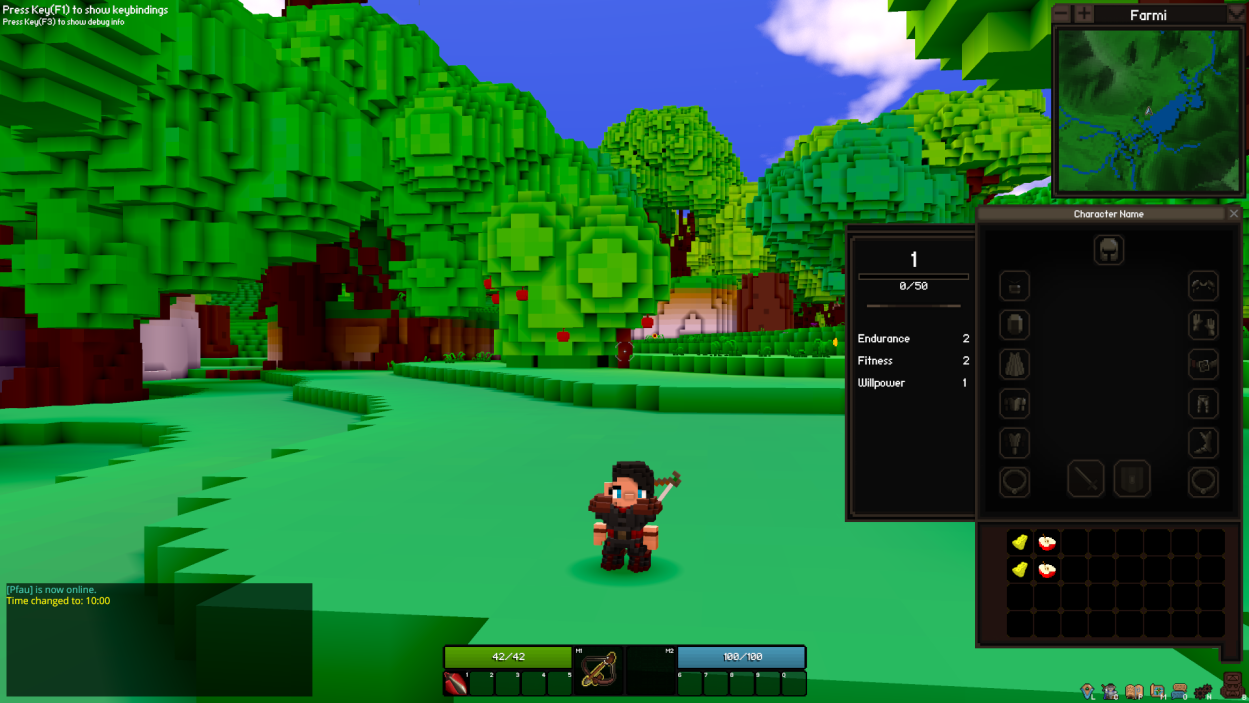 Press Key(F1) to show keybindings
Press Key(F3) to show debug info
Farmi
Character Name
1
0/50
Endurance 2
Fitness 2
Willpower 1
[Pfau] is now online.
Time changed to: 10:00
42/42
M1
M2
100/100
1 2 3 4 5 6 7 8 9 Q